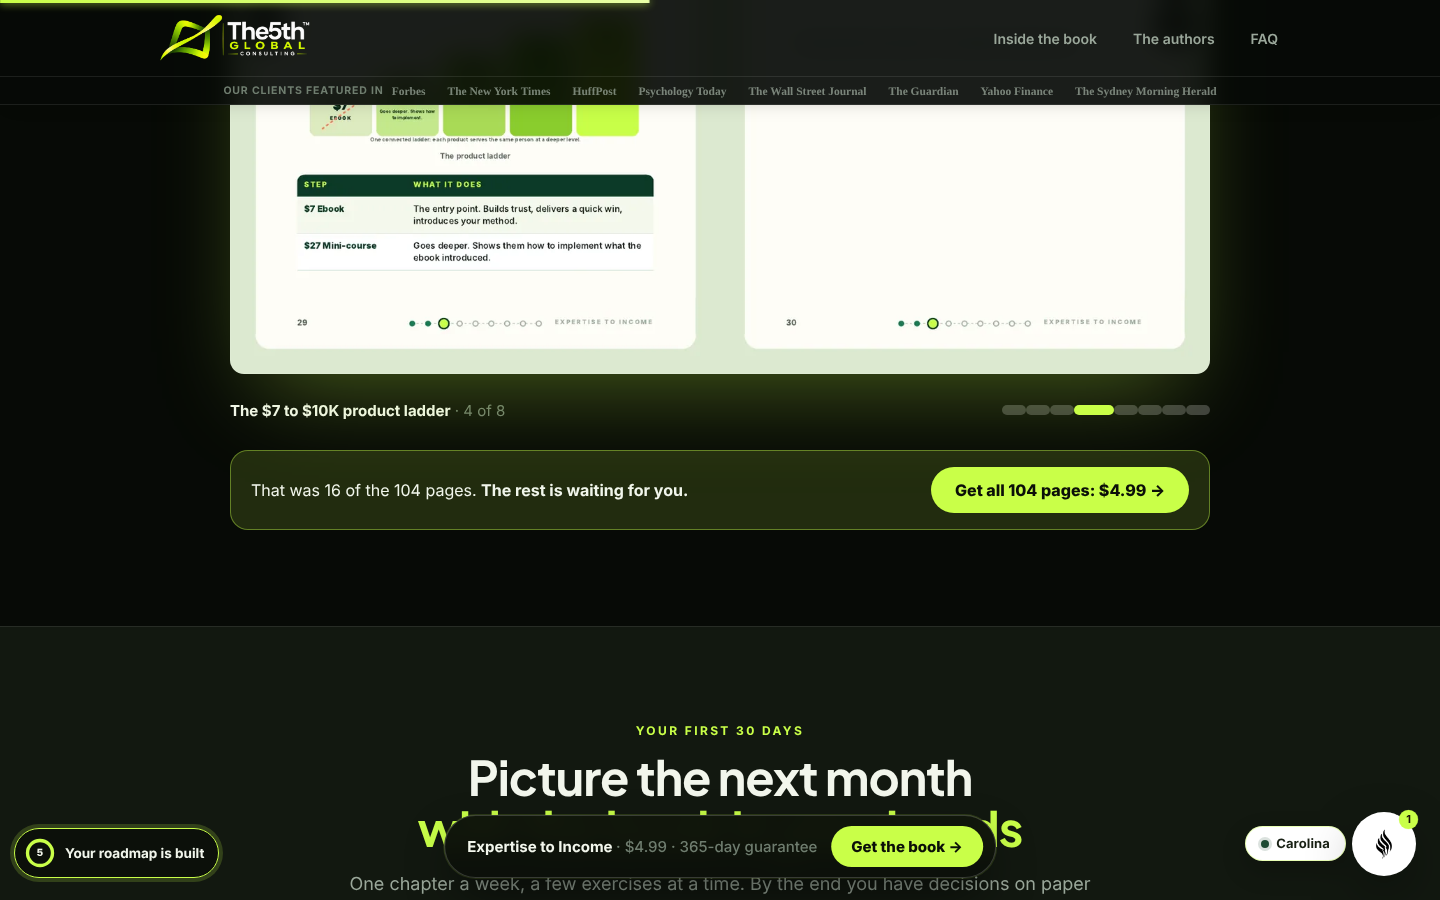 The5th™
GLOBAL
CONSULTING
Inside the book
The authors
FAQ
OUR CLIENTS FEATURED IN Forbes The New York Times HuffPost Psychology Today The Wall Street Journal The Guardian Yahoo Finance The Sydney Morning Herald
$7
EBOOK
Goes deeper. Shows how
to implement.
One connected ladder: each product serves the same person at a deeper level.
The product ladder
STEP WHAT IT DOES
$7 Ebook The entry point. Builds trust, delivers a quick win,
introduces your method.
$27 Mini-course Goes deeper. Shows them how to implement what the
ebook introduced.
29 EXPERTISE TO INCOME
30 EXPERTISE TO INCOME
The $7 to $10K product ladder · 4 of 8
That was 16 of the 104 pages. The rest is waiting for you.
Get all 104 pages: $4.99 →
YOUR FIRST 30 DAYS
Picture the next month
Expertise to Income · $4.99 · 365-day guarantee
Get the book →
One chapter a week, a few exercises at a time. By the end you have decisions on paper
5 Your roadmap is built
Carolina
1